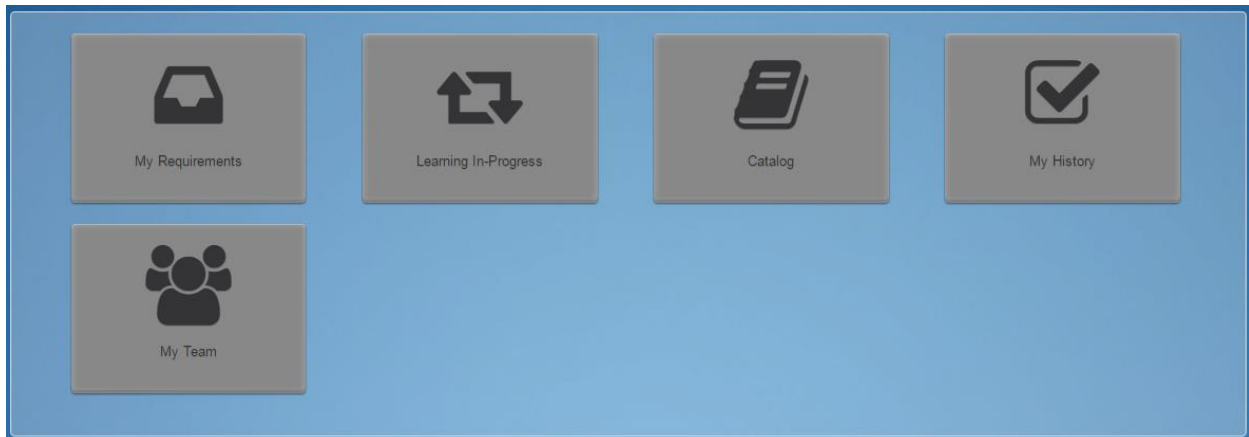 My Requirements
Learning In-Progress
Catalog
My History
My Team